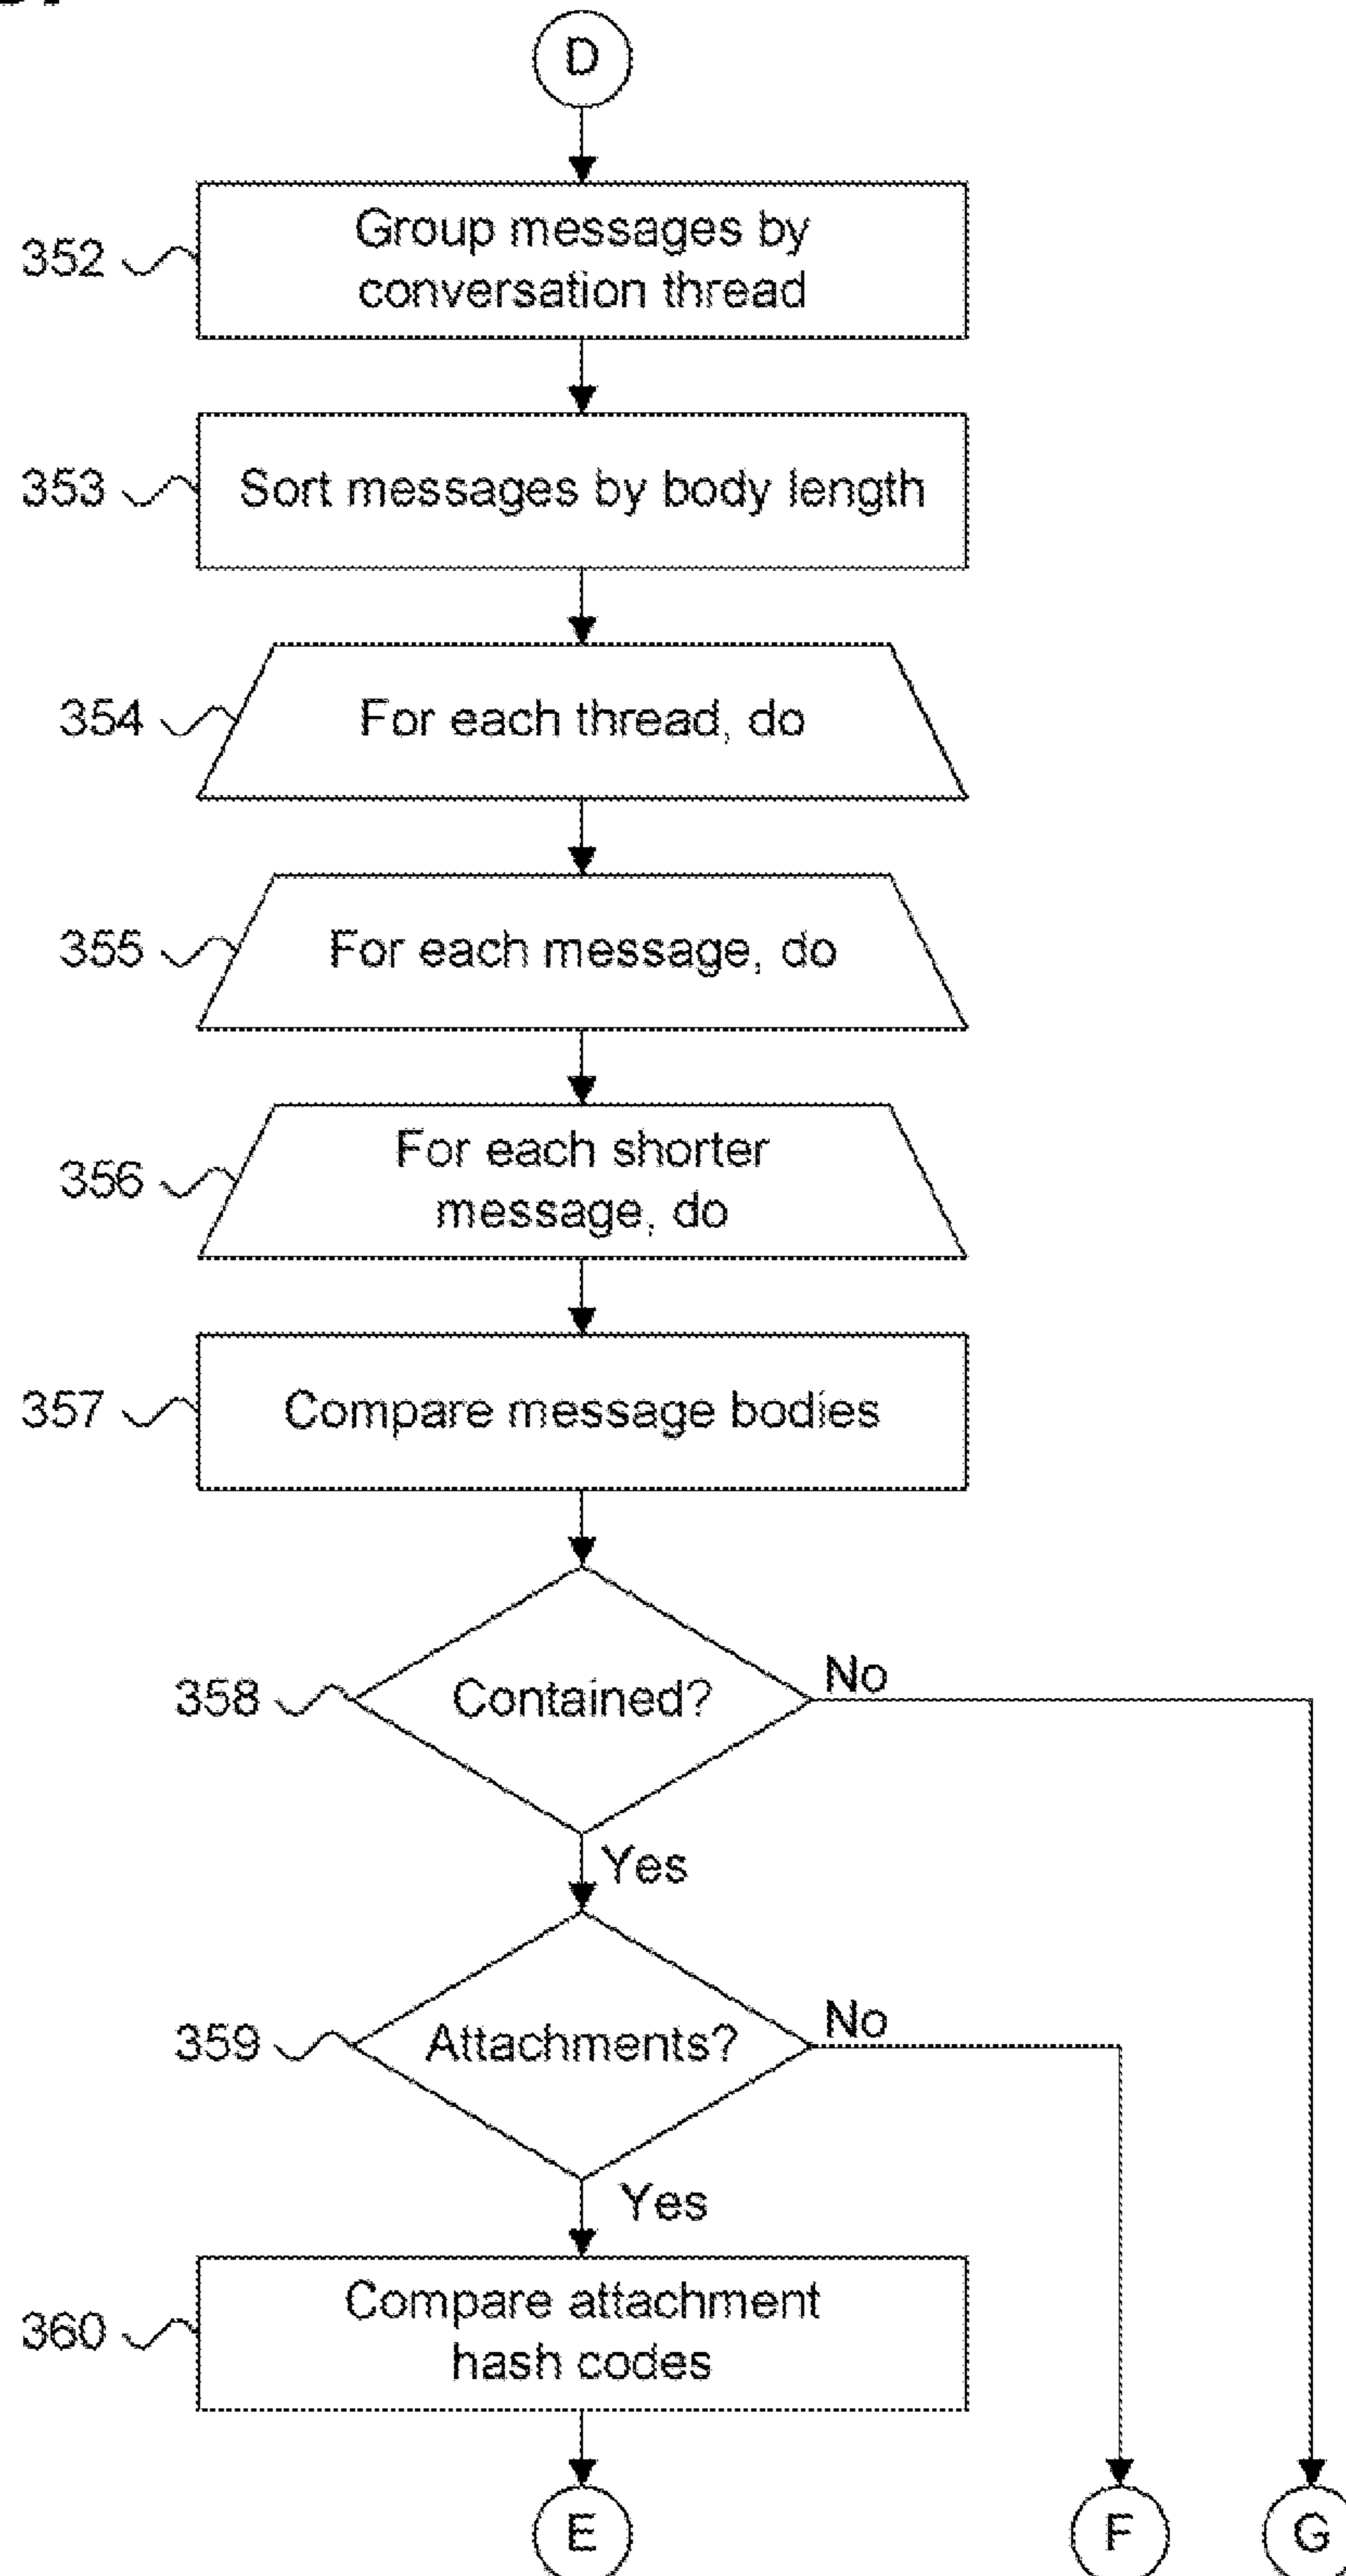 D
352
Group messages by
conversation thread
353
Sort messages by body length
354
For each thread, do
355
For each message, do
356
For each shorter
message, do
357
Compare message bodies
358
Contained?
No
Yes
359
Attachments?
No
Yes
360
Compare attachment
hash codes
E
F
G